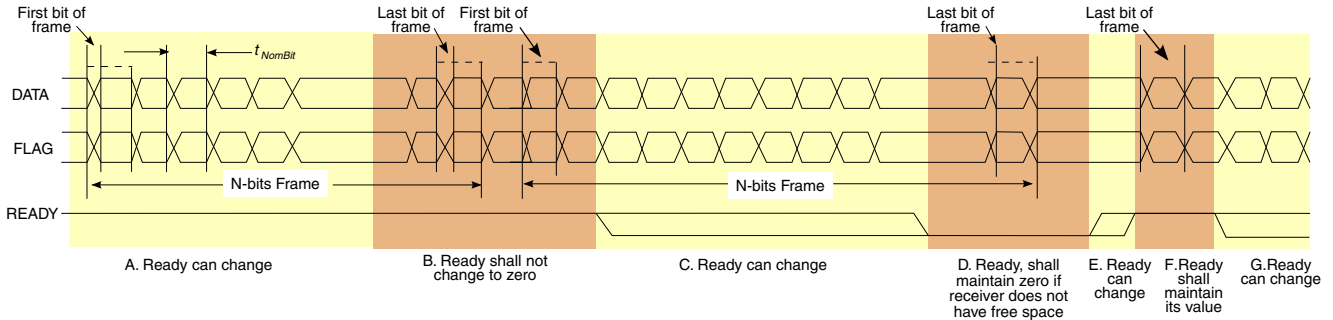 First bit of
frame
t NomBit
Last bit of
frame
First bit of
frame
Last bit of
frame
Last bit of
frame
DATA
FLAG
N-bits Frame
N-bits Frame
READY
A. Ready can change
B. Ready shall not
change to zero
C. Ready can change
D. Ready, shall
maintain zero if
receiver does not
have free space
E. Ready
can
change
F.Ready
shall
maintain
its value
G.Ready
can change